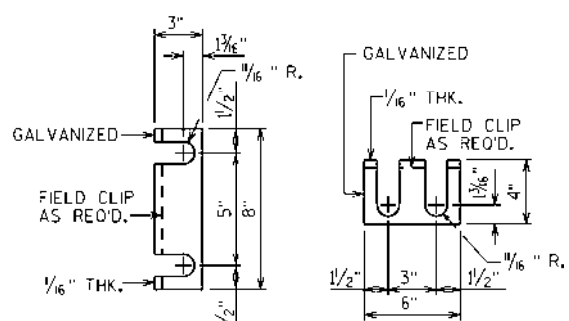 3"
1 3/16"
11/16" R.
1 1/2"
GALVANIZED
FIELD CLIP
AS REQ'D.
5"
8"
1/16" THK.
1/2"
GALVANIZED
1/16" THK.
FIELD CLIP
AS REQ'D.
1 3/16"
4"
11/16" R.
1 1/2"
3"
1 1/2"
6"